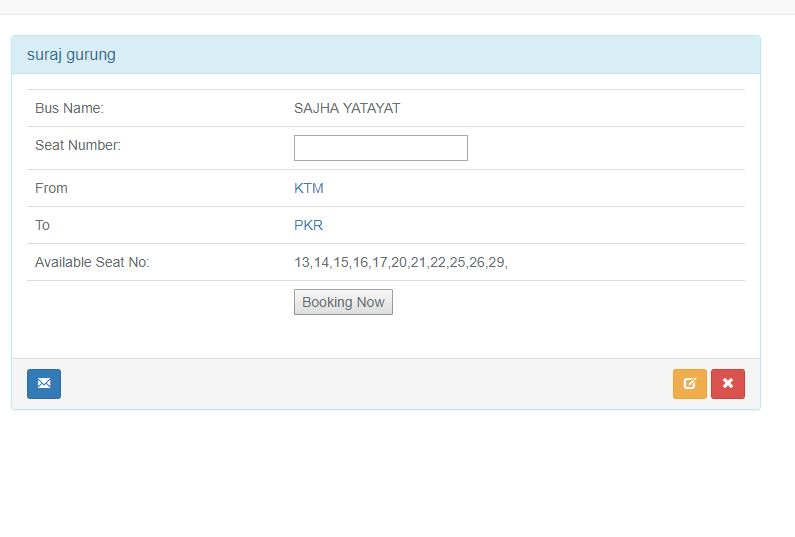 suraj gurung
Bus Name: SAJHA YATAYAT
Seat Number:
From KTM
To PKR
Available Seat No: 13,14,15,16,17,20,21,22,25,26,29,
Booking Now